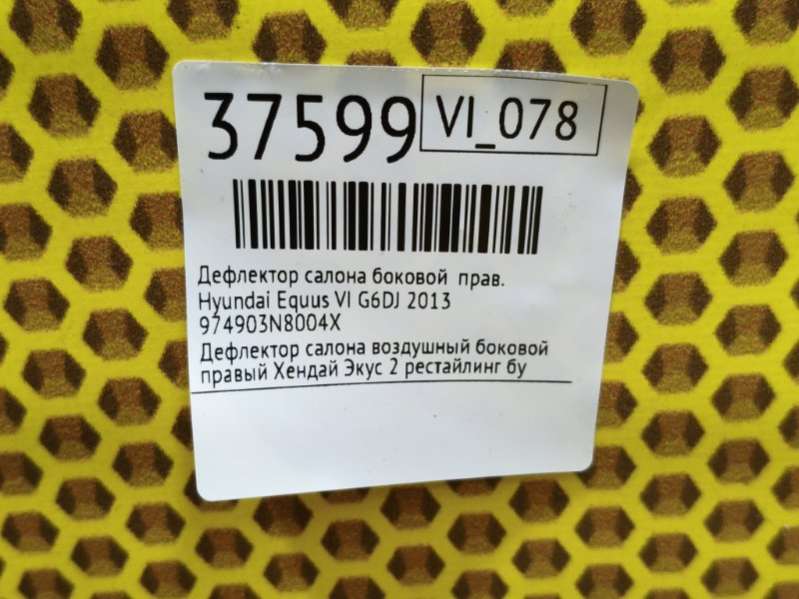 37599 VI_078
Дефлектор салона боковой прав.
Hyundai Equus VI G6DJ 2013
974903N8004X
Дефлектор салона воздушный боковой
правый Хендай Экус 2 рестайлинг бу